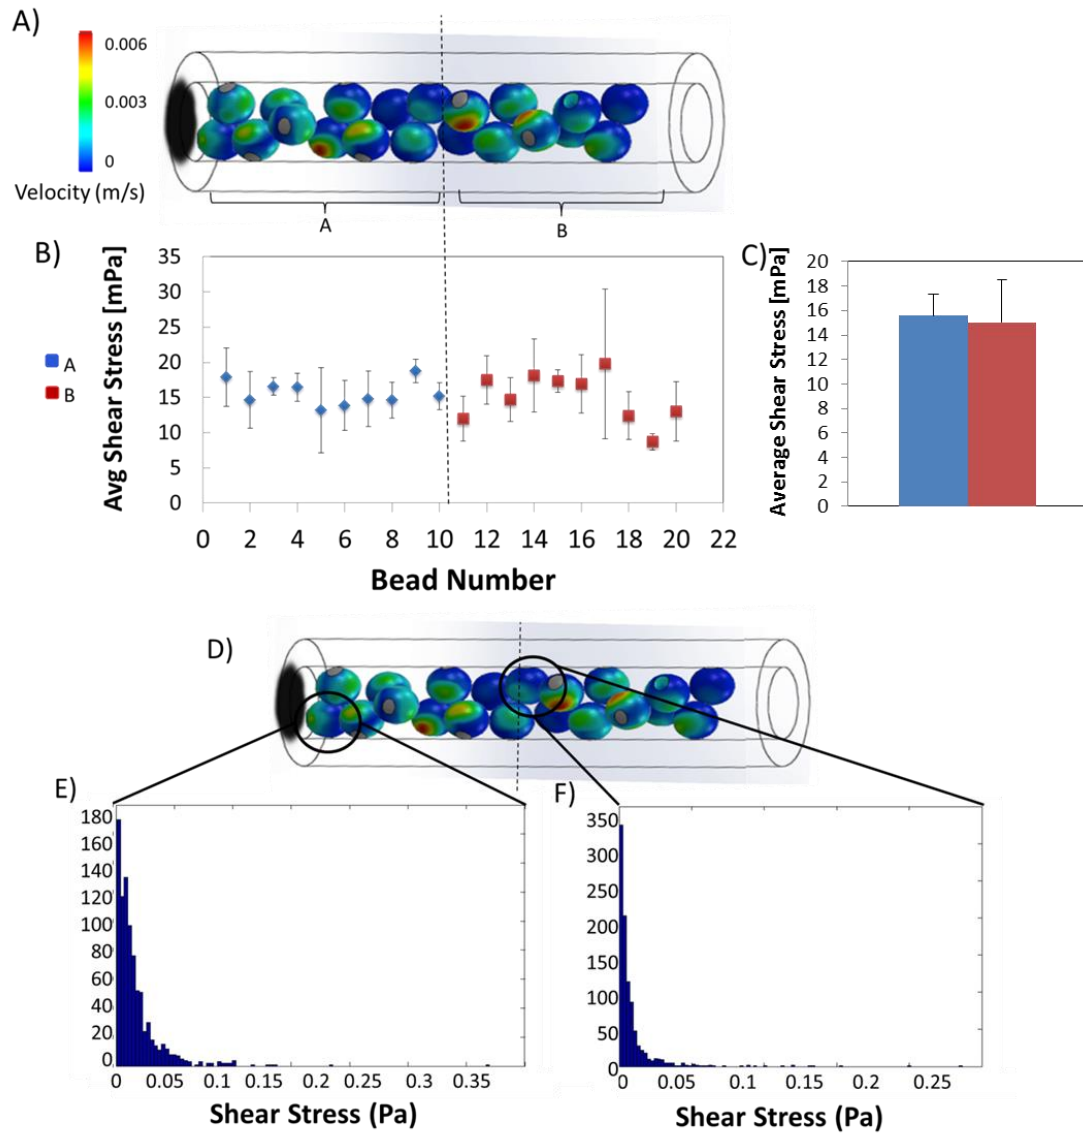 A)
0.006
0.003
0
Velocity (m/s)
A
B
B)
Avg Shear Stress [mPa]
35
30
25
20
15
10
5
0
0 2 4 6 8 10 12 14 16 18 20 22
Bead Number
A
B
C)
Average Shear Stress [mPa]
20
18
16
14
12
10
8
6
4
2
0
D)
E)
180
160
140
120
100
80
60
40
20
0
0 0.05 0.1 0.15 0.2 0.25 0.3 0.35
Shear Stress (Pa)
F)
350
300
250
200
150
100
50
0
0 0.05 0.1 0.15 0.2 0.25
Shear Stress (Pa)